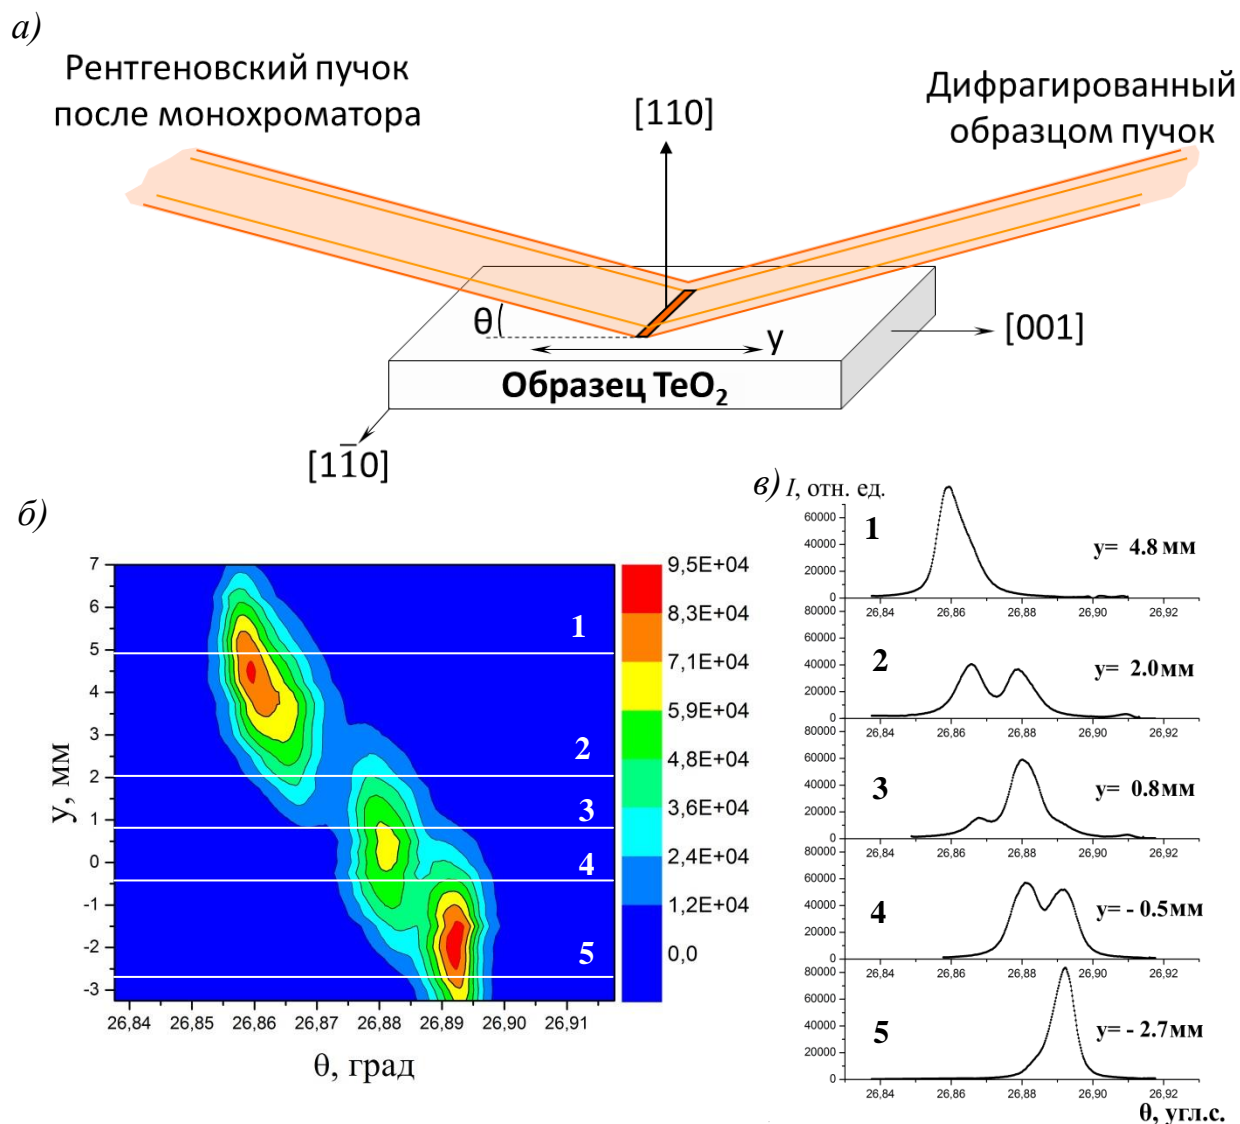 а)
Рентгеновский пучок
после монохроматора
[110]
Дифрагированный
образцом пучок
θ
y
[001]
Образец TeO₂
[11̅0]
б)
y, мм
7
6
5
4
3
2
1
0
-1
-2
-3
1
2
3
4
5
26,84 26,85 26,86 26,87 26,88 26,89 26,90 26,91
θ, град
9,5E+04
8,3E+04
7,1E+04
5,9E+04
4,8E+04
3,6E+04
2,4E+04
1,2E+04
0,0
в) I, отн. ед.
60000
40000
20000
0
1
y= 4.8 мм
26,84 26,86 26,88 26,90 26,92
80000
60000
40000
20000
0
2
y= 2.0мм
26,84 26,86 26,88 26,90 26,92
80000
60000
40000
20000
0
3
y= 0.8мм
26,84 26,86 26,88 26,90 26,92
80000
60000
40000
20000
0
4
y= - 0.5мм
26,84 26,86 26,88 26,90 26,92
80000
60000
40000
20000
0
5
y= - 2.7мм
26,84 26,86 26,88 26,90 26,92
θ, угл.с.